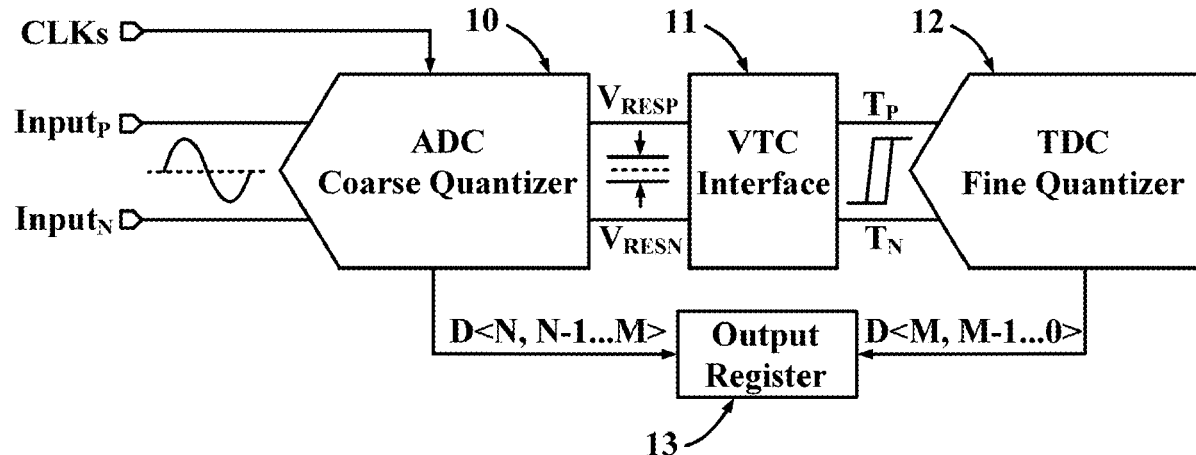 CLKs
10
11
12
Input_P
V_RESP
T_P
ADC
Coarse Quantizer
VTC
Interface
TDC
Fine Quantizer
Input_N
V_RESN
T_N
D<N, N-1...M>
Output
Register
D<M, M-1...0>
13